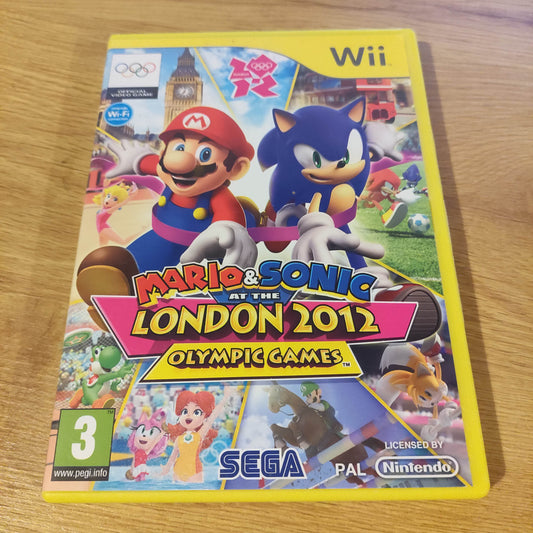 Wii
OFFICIAL
VIDEO GAME
Wi-Fi
M
MARIO & SONIC
AT THE
LONDON 2012
OLYMPIC GAMES™
3
www.pegi.info
SEGA
PAL
LICENSED BY
Nintendo